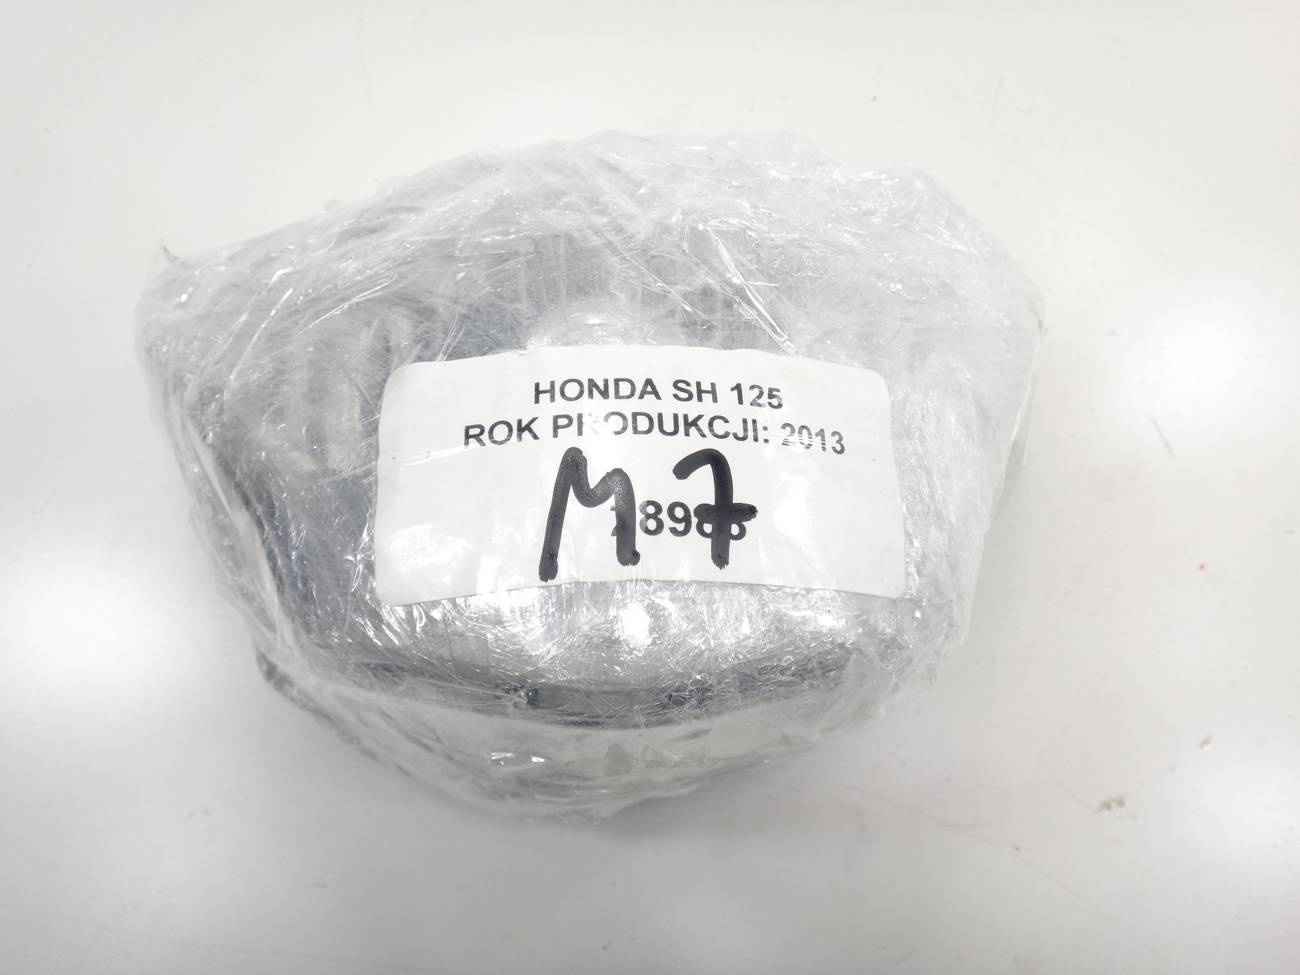 HONDA SH 125
ROK PRODUKCJI: 2013
M7